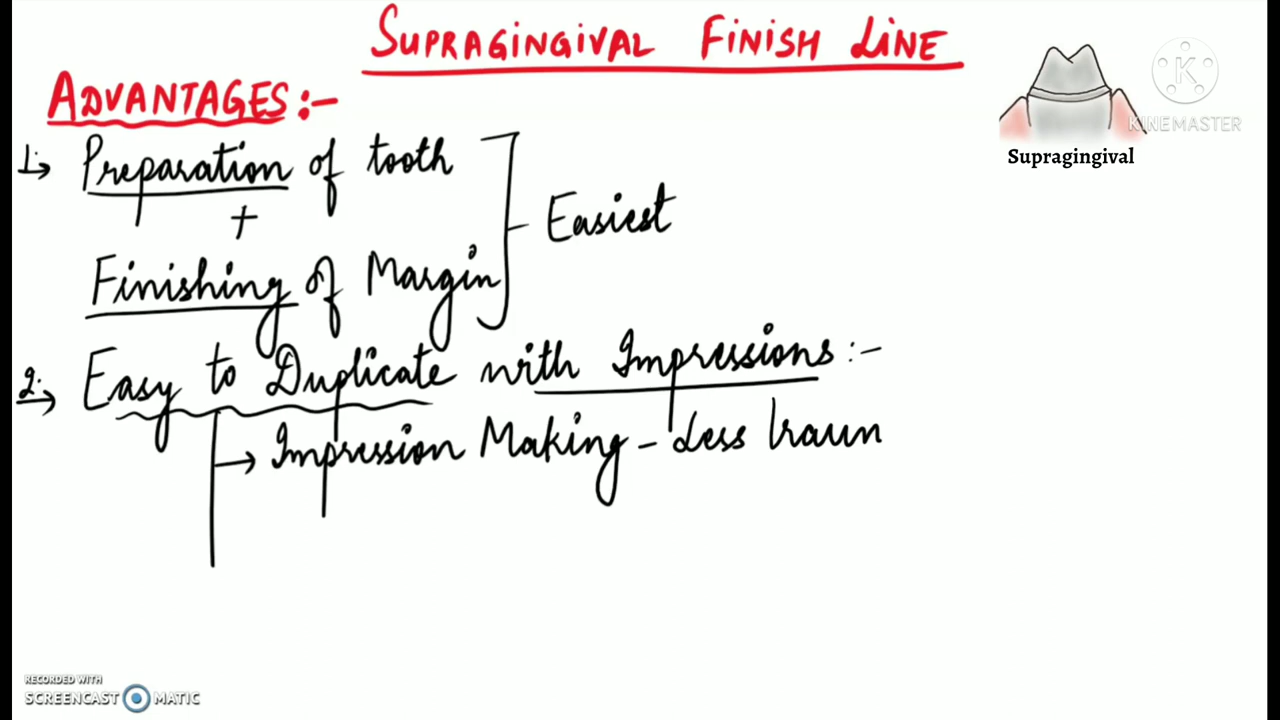 SUPRAGINGIVAL FINISH LINE
ADVANTAGES:-
1:→ Preparation of tooth
+
Finishing of Margin
- Easiest
2:→ Easy to Duplicate with Impressions:-
→ Impression Making - Less traum
Supragingival
K
KINEMASTER
RECORDED WITH
SCREENCAST MATIC